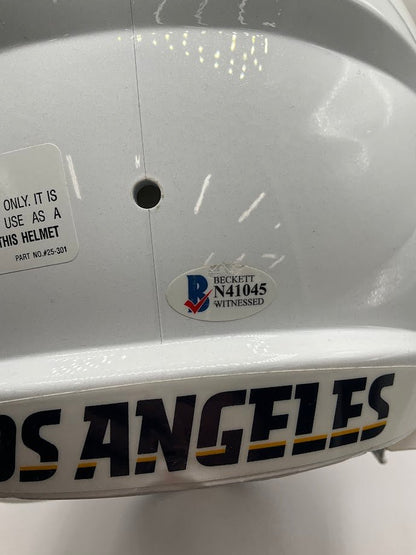 ONLY. IT IS
USE AS A
THIS HELMET
PART NO.#25-301
B BECKETT
N41045
WITNESSED
OS ANGELES